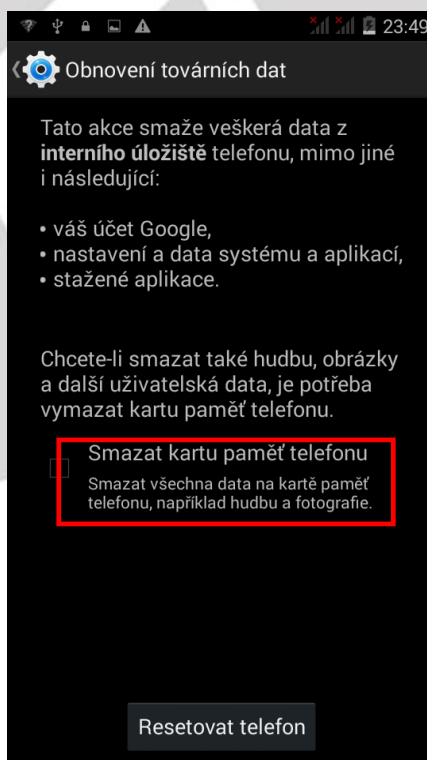 23:49
Obnovení továrních dat
Tato akce smaže veškerá data z
interního úložiště telefonu, mimo jiné
i následující:
• váš účet Google,
• nastavení a data systému a aplikací,
• stažené aplikace.
Chcete-li smazat také hudbu, obrázky
a další uživatelská data, je potřeba
vymazat kartu paměť telefonu.
Smazat kartu paměť telefonu
Smazat všechna data na kartě paměť
telefonu, například hudbu a fotografie.
Resetovat telefon